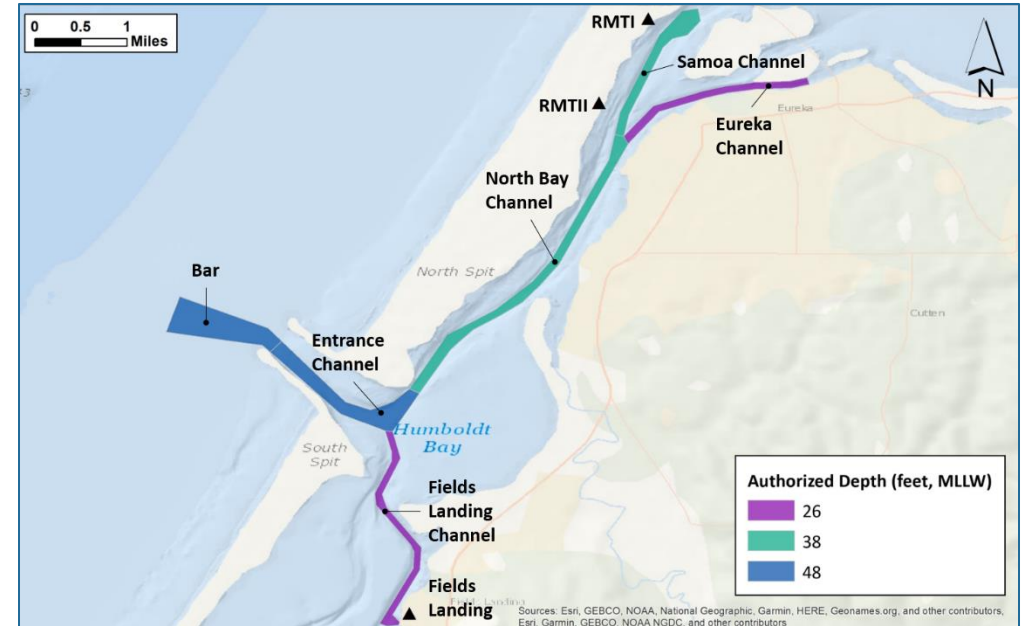 0 0.5 1
Miles
RMTI
Samoa Channel
N
RMTII
Eureka
Eureka
Channel
North Bay
Channel
North Spit
Bar
Cutten
Entrance
Channel
Humboldt
Bay
South
Spit
Fields
Landing
Channel
Authorized Depth (feet, MLLW)
26
38
48
Fields
Landing
Sources: Esri, GEBCO, NOAA, National Geographic, Garmin, HERE, Geonames.org, and other contributors,
Esri, Garmin, GEBCO, NOAA NGDC, and other contributors